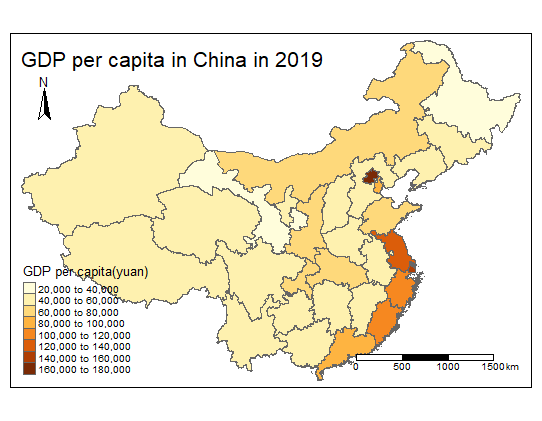 GDP per capita in China in 2019
N
GDP per capita(yuan)
20,000 to 40,000
40,000 to 60,000
60,000 to 80,000
80,000 to 100,000
100,000 to 120,000
120,000 to 140,000
140,000 to 160,000
160,000 to 180,000
0 500 1000 1500 km